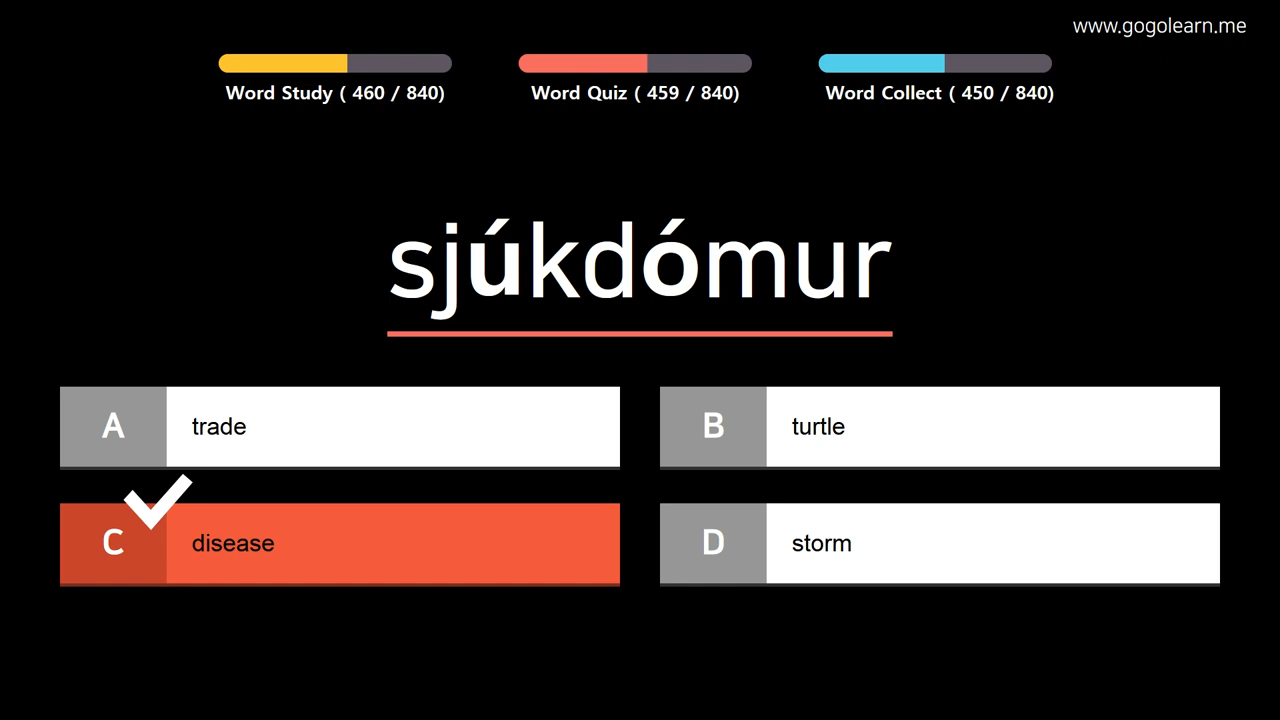 www.gogolearn.me
Word Study ( 460 / 840)
Word Quiz ( 459 / 840)
Word Collect ( 450 / 840)
sjúkdómur
A trade
B turtle
C disease
D storm